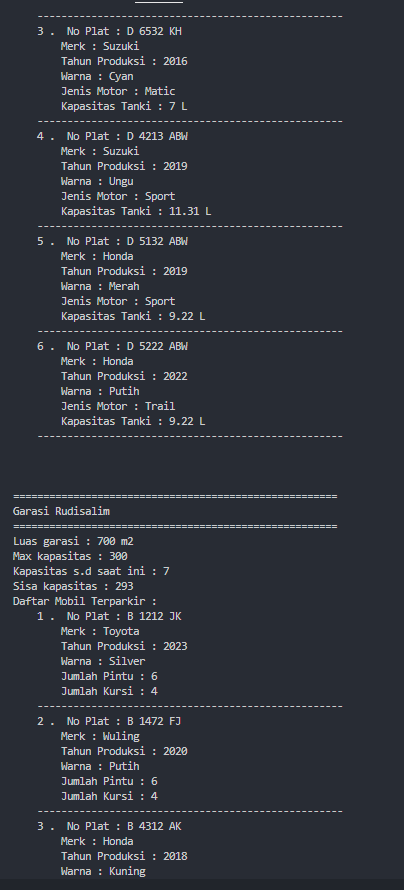 ---------------------------------------------------
3 .  No Plat : D 6532 KH
Merk : Suzuki
Tahun Produksi : 2016
Warna : Cyan
Jenis Motor : Matic
Kapasitas Tanki : 7 L
---------------------------------------------------
4 .  No Plat : D 4213 ABW
Merk : Suzuki
Tahun Produksi : 2019
Warna : Ungu
Jenis Motor : Sport
Kapasitas Tanki : 11.31 L
---------------------------------------------------
5 .  No Plat : D 5132 ABW
Merk : Honda
Tahun Produksi : 2019
Warna : Merah
Jenis Motor : Sport
Kapasitas Tanki : 9.22 L
---------------------------------------------------
6 .  No Plat : D 5222 ABW
Merk : Honda
Tahun Produksi : 2022
Warna : Putih
Jenis Motor : Trail
Kapasitas Tanki : 9.22 L
---------------------------------------------------
======================================================
Garasi Rudisalim
======================================================
Luas garasi : 700 m2
Max kapasitas : 300
Kapasitas s.d saat ini : 7
Sisa kapasitas : 293
Daftar Mobil Terparkir :
1 .  No Plat : B 1212 JK
Merk : Toyota
Tahun Produksi : 2023
Warna : Silver
Jumlah Pintu : 6
Jumlah Kursi : 4
---------------------------------------------------
2 .  No Plat : B 1472 FJ
Merk : Wuling
Tahun Produksi : 2020
Warna : Putih
Jumlah Pintu : 6
Jumlah Kursi : 4
---------------------------------------------------
3 .  No Plat : B 4312 AK
Merk : Honda
Tahun Produksi : 2018
Warna : Kuning